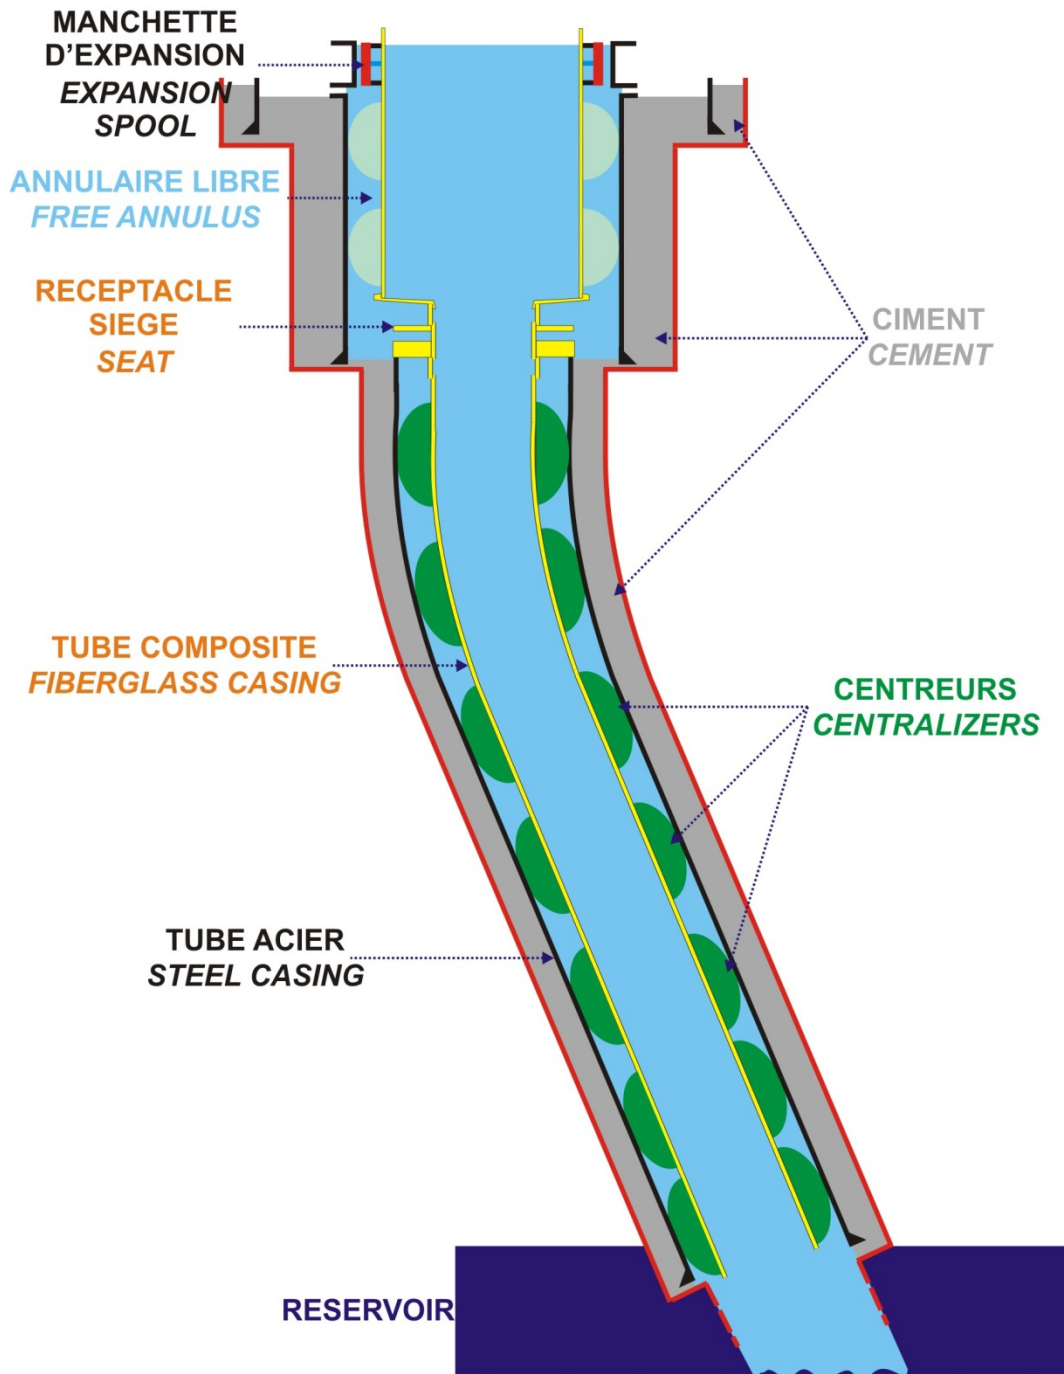 MANCHETTE
D'EXPANSION
EXPANSION
SPOOL
ANNULAIRE LIBRE
FREE ANNULUS
RECEPTACLE
SIEGE
SEAT
CIMENT
CEMENT
TUBE COMPOSITE
FIBERGLASS CASING
CENTREURS
CENTRALIZERS
TUBE ACIER
STEEL CASING
RESERVOIR